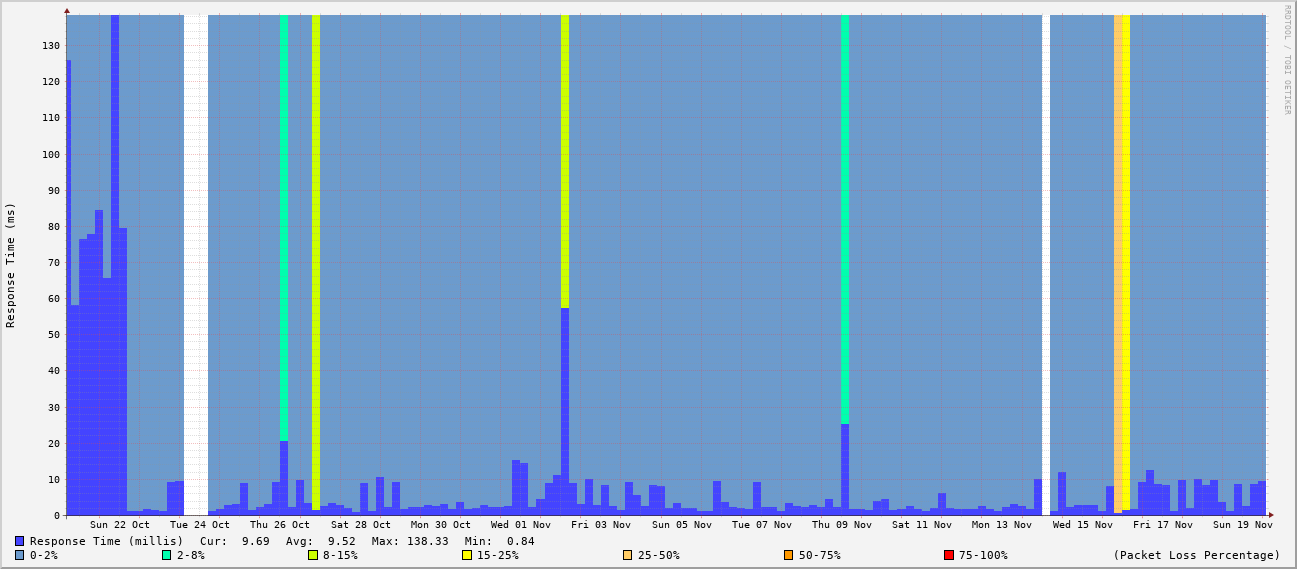 RRDTOOL / TOBI OETIKER
Response Time (ms)
130
120
110
100
90
80
70
60
50
40
30
20
10
0
Sun 22 Oct Tue 24 Oct Thu 26 Oct Sat 28 Oct Mon 30 Oct Wed 01 Nov Fri 03 Nov Sun 05 Nov Tue 07 Nov Thu 09 Nov Sat 11 Nov Mon 13 Nov Wed 15 Nov Fri 17 Nov Sun 19 Nov
Response Time (millis) Cur: 9.69 Avg: 9.52 Max: 138.33 Min: 0.84
0-2% 2-8% 8-15% 15-25% 25-50% 50-75% 75-100% (Packet Loss Percentage)